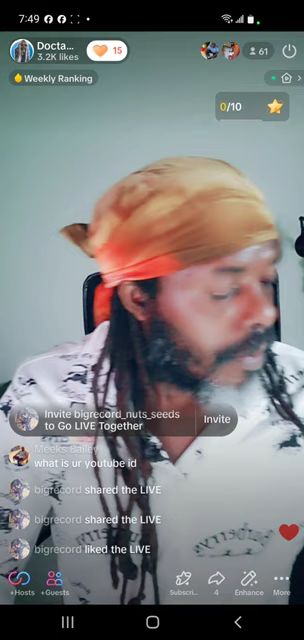 7:49
Docta...
3.2K likes
15
61
Weekly Ranking
0/10
Invite bigrecord_nuts_seeds
to Go LIVE Together
Invite
Meeks Bailey
what is ur youtube id
bigrecord shared the LIVE
bigrecord shared the LIVE
bigrecord liked the LIVE
+Hosts
+Guests
Subscri...
4
Enhance
More